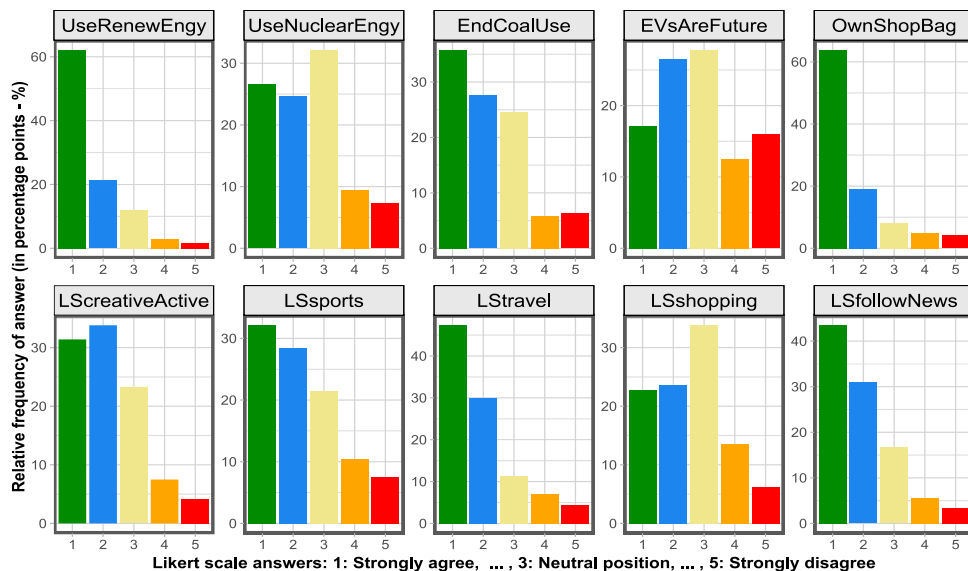 UseRenewEngy UseNuclearEngy EndCoalUse EVsAreFuture OwnShopBag
60
40
20
0
30
20
10
0
30
20
10
0
20
10
0
60
40
20
0
1 2 3 4 5
1 2 3 4 5
1 2 3 4 5
1 2 3 4 5
1 2 3 4 5
LScreativeActive LSsports LStravel LSshopping LSfollowNews
30
20
10
0
30
20
10
0
40
30
20
10
0
30
20
10
0
40
30
20
10
0
1 2 3 4 5
1 2 3 4 5
1 2 3 4 5
1 2 3 4 5
1 2 3 4 5
Relative frequency of answer (in percentage points - %)
Likert scale answers: 1: Strongly agree, ... , 3: Neutral position, ... , 5: Strongly disagree